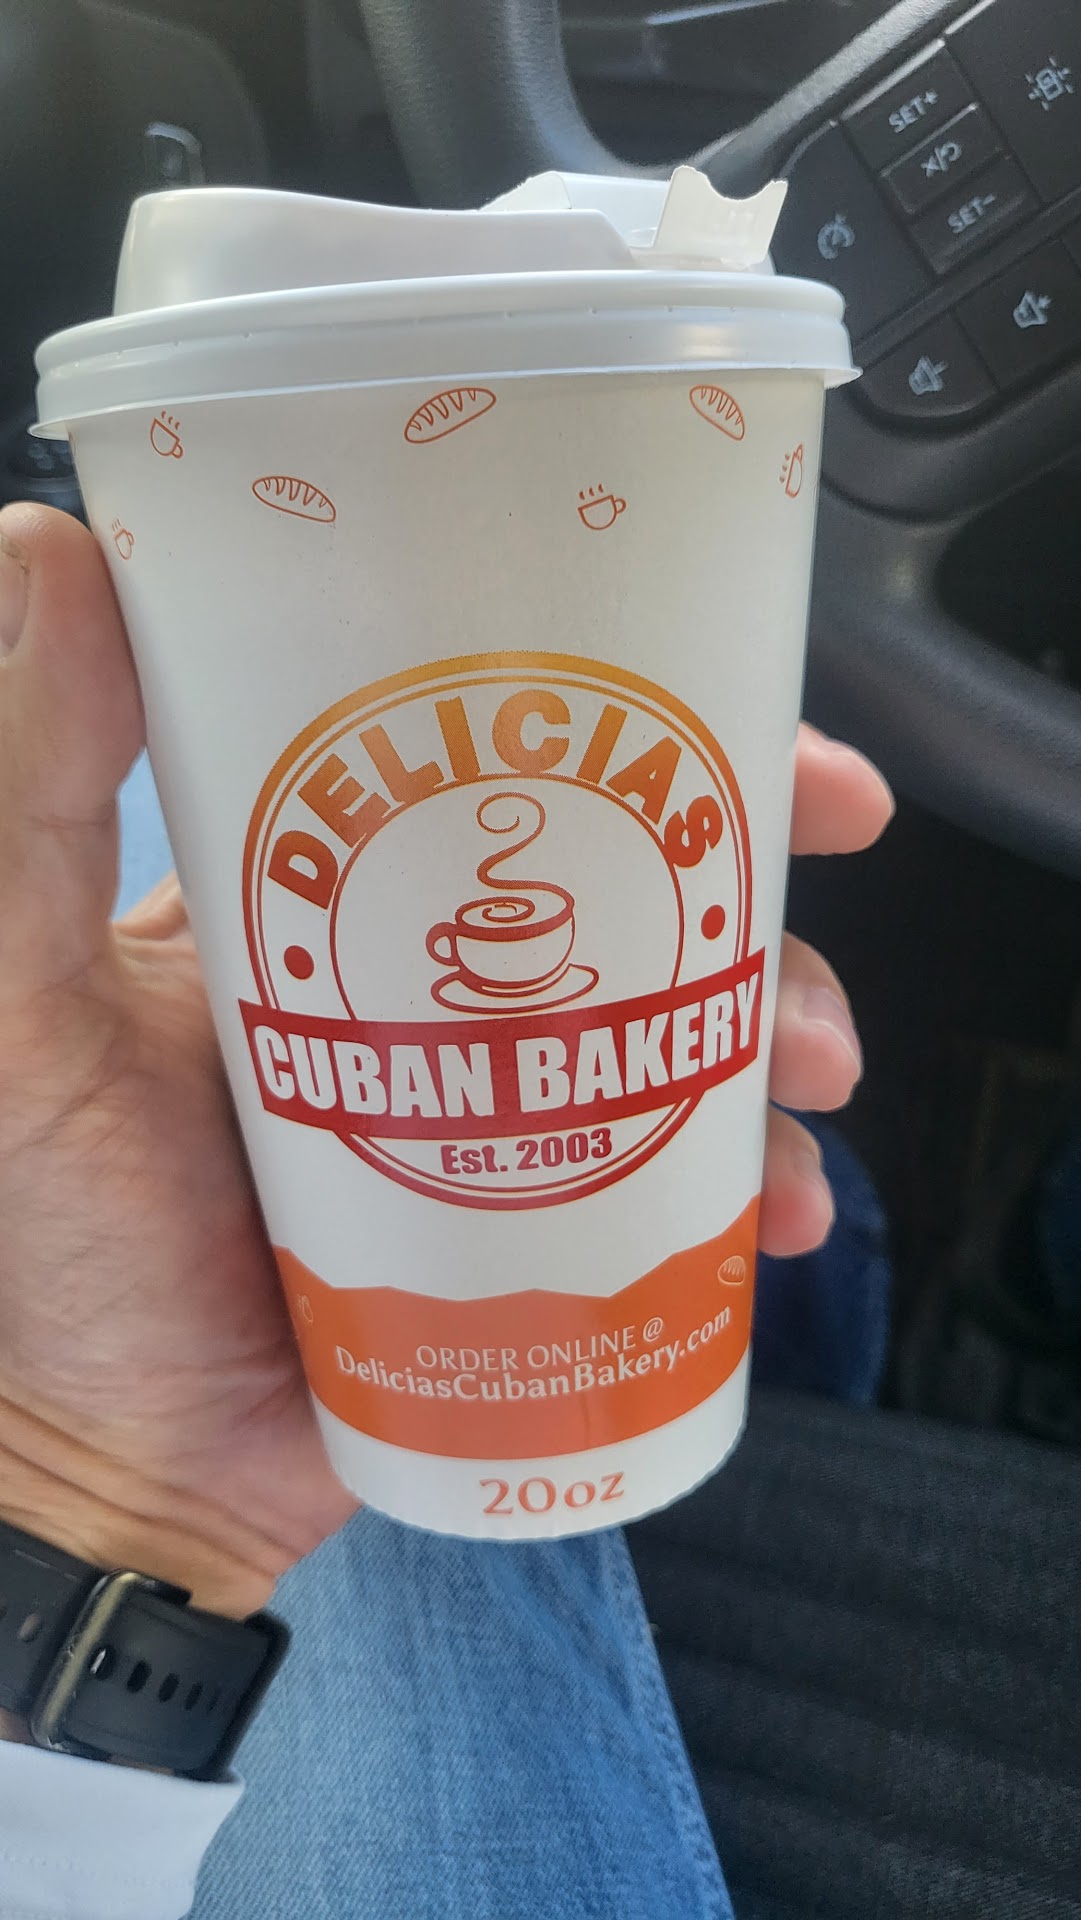 SET+
X/Ɔ
SET-
DELICIAS
CUBAN BAKERY
Est. 2003
ORDER ONLINE @
DeliciasCubanBakery.com
20oz